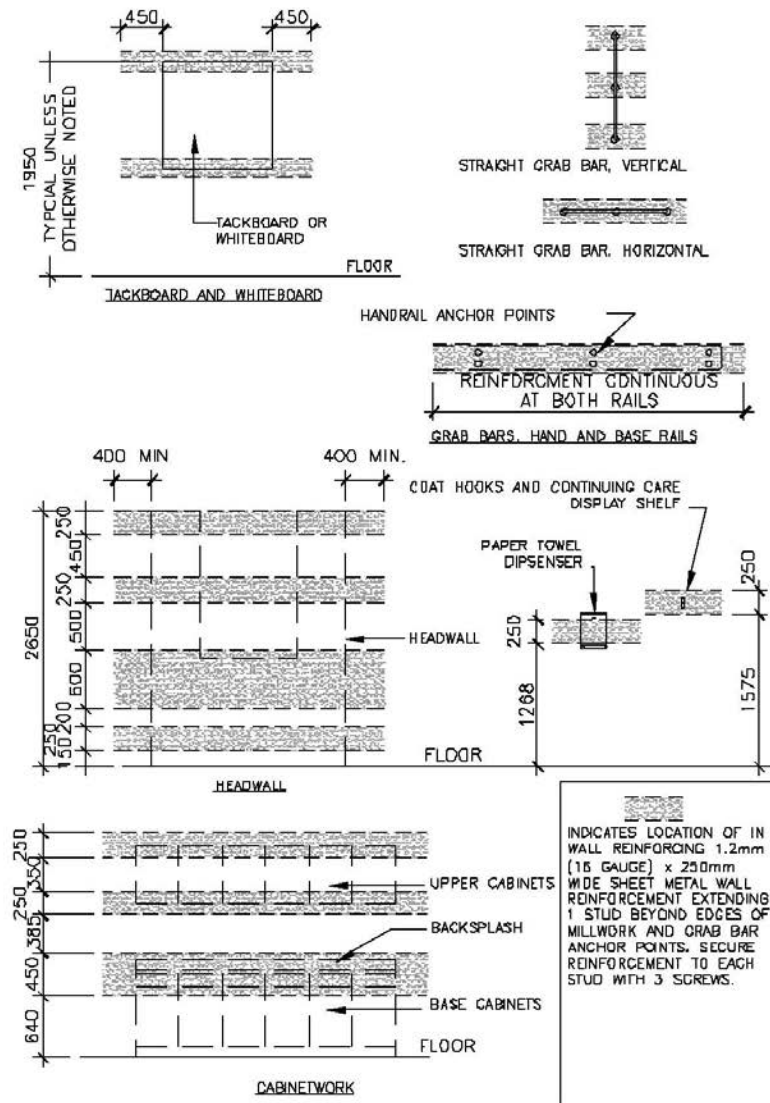 450
450
1950
TYPCIAL UNLESS
OTHERWISE NOTED
TACKBOARD OR
WHITEBOARD
FLOOR
TACKBOARD AND WHITEBOARD
STRAIGHT GRAB BAR, VERTICAL
STRAIGHT GRAB BAR, HORIZONTAL
HANDRAIL ANCHOR POINTS
REINFORCMENT CONTINUOUS
AT BOTH RAILS
GRAB BARS, HAND AND BASE RAILS
400 MIN
400 MIN.
2650
250
450
250
500
600
200
250
150
HEADWALL
FLOOR
HEADWALL
COAT HOOKS AND CONTINUING CARE
DISPLAY SHELF
PAPER TOWEL
DIPSENSER
250
1268
250
1575
250
350
250
385
450
640
UPPER CABINETS
BACKSPLASH
BASE CABINETS
FLOOR
CABINETWORK
INDICATES LOCATION OF IN
WALL REINFORCING 1.2mm
(16 GAUGE) x 250mm
WIDE SHEET METAL WALL
REINFORCEMENT EXTENDING
1 STUD BEYOND EDGES OF
MILLWORK AND GRAB BAR
ANCHOR POINTS. SECURE
REINFORCEMENT TO EACH
STUD WITH 3 SCREWS.